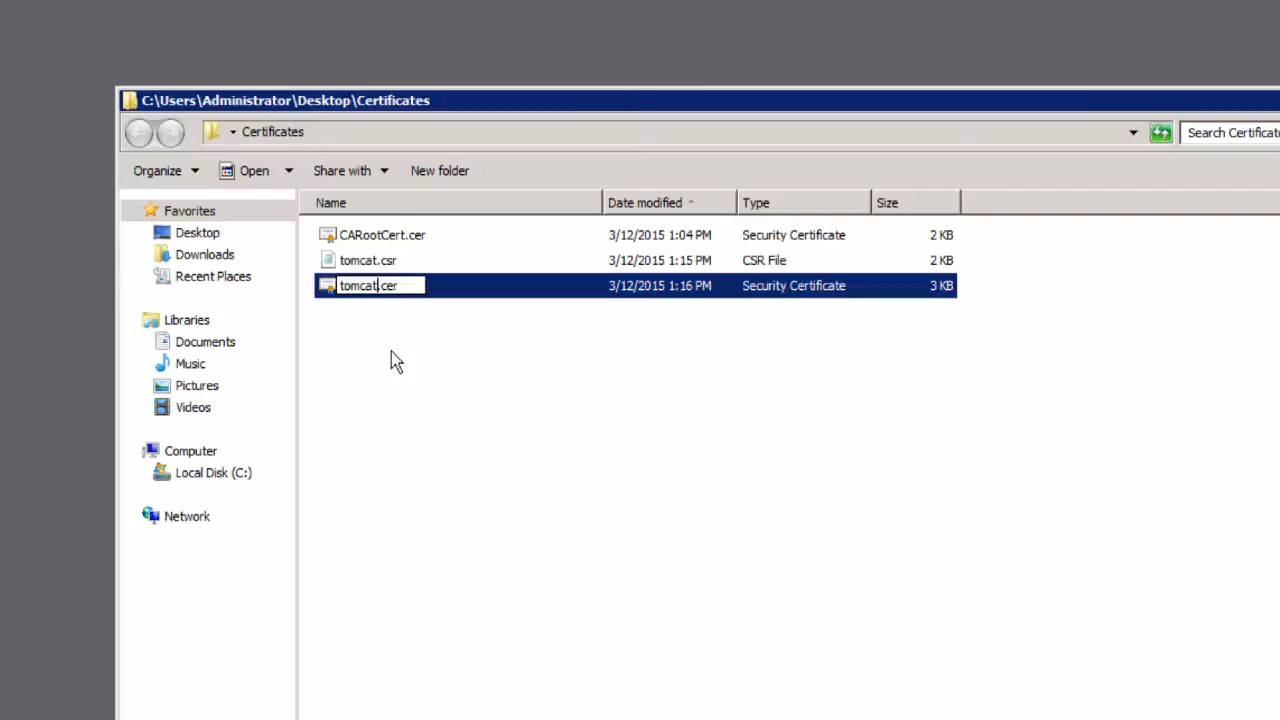 C:\Users\Administrator\Desktop\Certificates
Certificates
Search Certificate
Organize Open Share with New folder
Name Date modified Type Size
Favorites
Desktop
Downloads
Recent Places
Libraries
Documents
Music
Pictures
Videos
Computer
Local Disk (C:)
Network
CARootCert.cer 3/12/2015 1:04 PM Security Certificate 2 KB
tomcat.csr 3/12/2015 1:15 PM CSR File 2 KB
tomcat.cer 3/12/2015 1:16 PM Security Certificate 3 KB